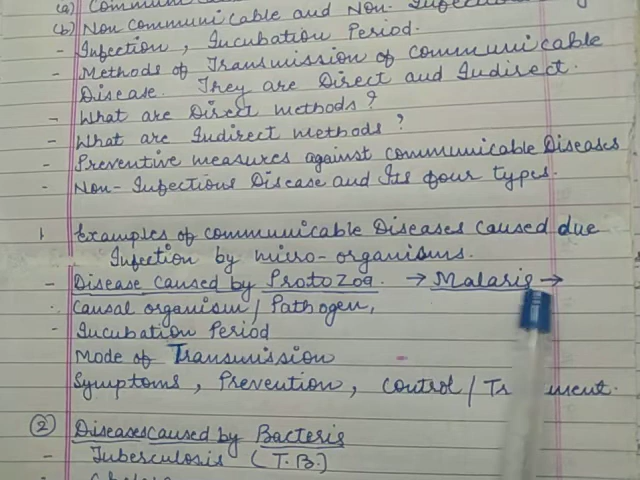 (a) Communi
(b) Non Communicable and Non-Infectious
- Infection, Incubation Period.
- Methods of Transmission of communicable
Disease. They are Direct and Indirect.
- What are Direct methods?
- What are Indirect methods?
- Preventive measures against communicable Diseases
- Non-Infectious Disease and Its four types.
1 Examples of communicable Diseases caused due
Infection by micro-organisms.
- Disease caused by Protozoa. → Malaria →
Causal organism/Pathogen,
- Incubation Period
Mode of Transmission
Symptoms, Prevention, Control/Tr ment.
② Diseases caused by Bacteria
- Tuberculosis (T.B.)